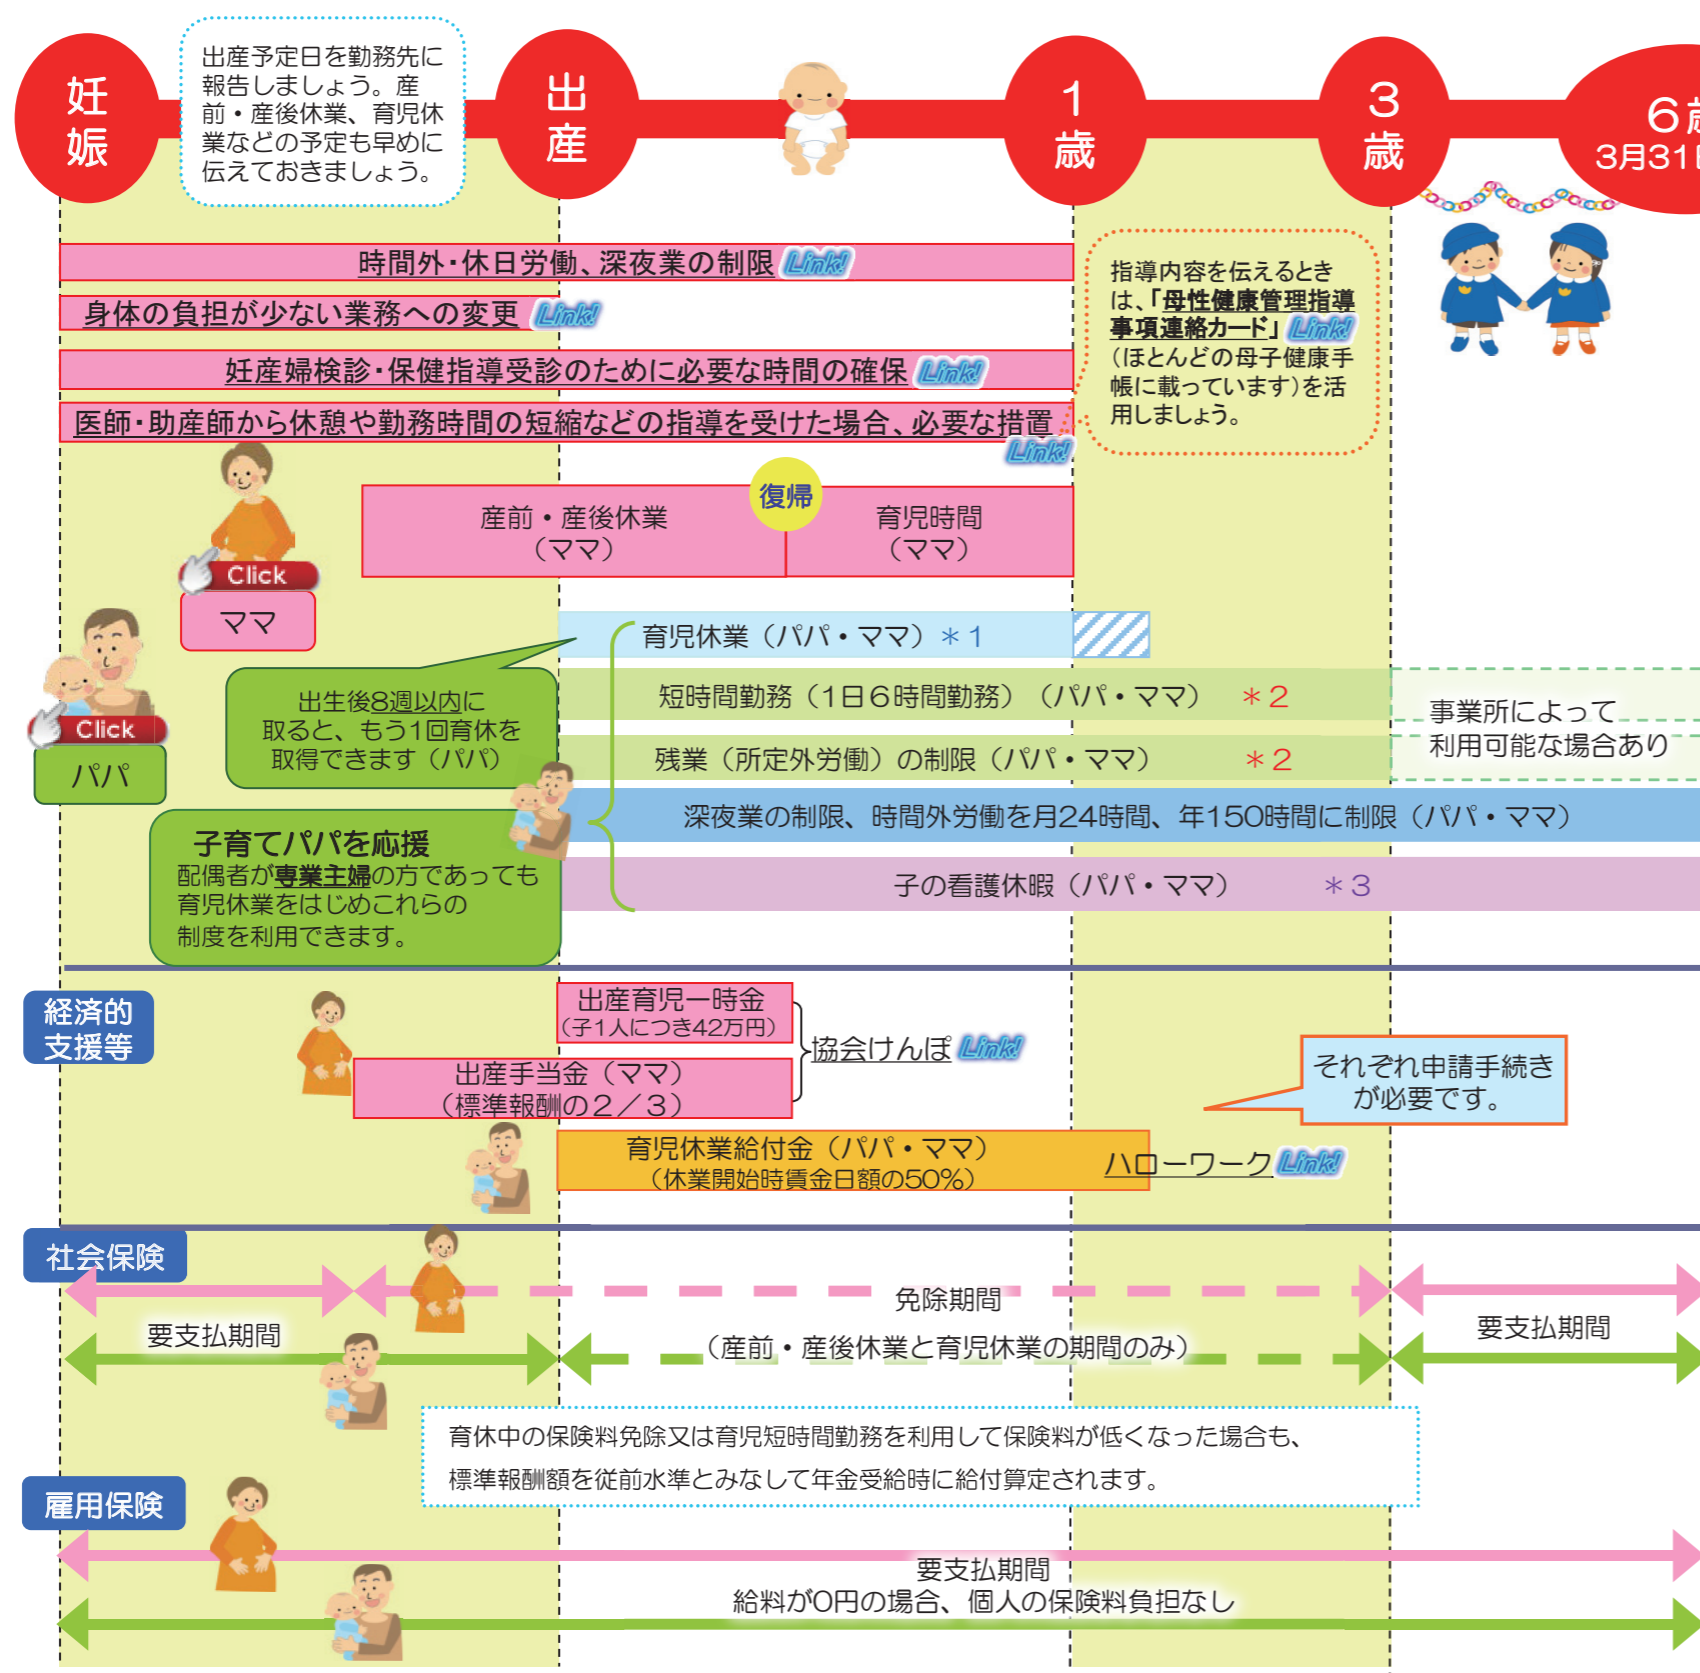 妊娠
出産予定日を勤務先に
報告しましょう。産
前・産後休業、育児休
業などの予定も早めに
伝えておきましょう。
出産
1歳
3歳
6歳
3月31日
時間外・休日労働、深夜業の制限 Link!
身体の負担が少ない業務への変更 Link!
妊産婦検診・保健指導受診のために必要な時間の確保 Link!
医師・助産師から休憩や勤務時間の短縮などの指導を受けた場合、必要な措置
Link!
指導内容を伝えるとき
は、「母性健康管理指導
事項連絡カード」 Link!
（ほとんどの母子健康手
帳に載っています）を活
用しましょう。
産前・産後休業
（ママ）
復帰
育児時間
（ママ）
Click
ママ
Click
パパ
育児休業（パパ・ママ）＊1
出生後8週以内に
取ると、もう1回育休を
取得できます（パパ）
短時間勤務（1日6時間勤務）（パパ・ママ） ＊2
残業（所定外労働）の制限（パパ・ママ） ＊2
事業所によって
利用可能な場合あり
深夜業の制限、時間外労働を月24時間、年150時間に制限（パパ・ママ）
子の看護休暇（パパ・ママ） ＊3
子育てパパを応援
配偶者が専業主婦の方であっても
育児休業をはじめこれらの
制度を利用できます。
経済的
支援等
出産育児一時金
（子1人につき42万円）
出産手当金（ママ）
（標準報酬の2／3）
協会けんぽ Link!
それぞれ申請手続き
が必要です。
育児休業給付金（パパ・ママ）
（休業開始時賃金日額の50%）
ハローワーク Link!
社会保険
要支払期間
免除期間
（産前・産後休業と育児休業の期間のみ）
要支払期間
育休中の保険料免除又は育児短時間勤務を利用して保険料が低くなった場合も、
標準報酬額を従前水準とみなして年金受給時に給付算定されます。
雇用保険
要支払期間
給料が0円の場合、個人の保険料負担なし